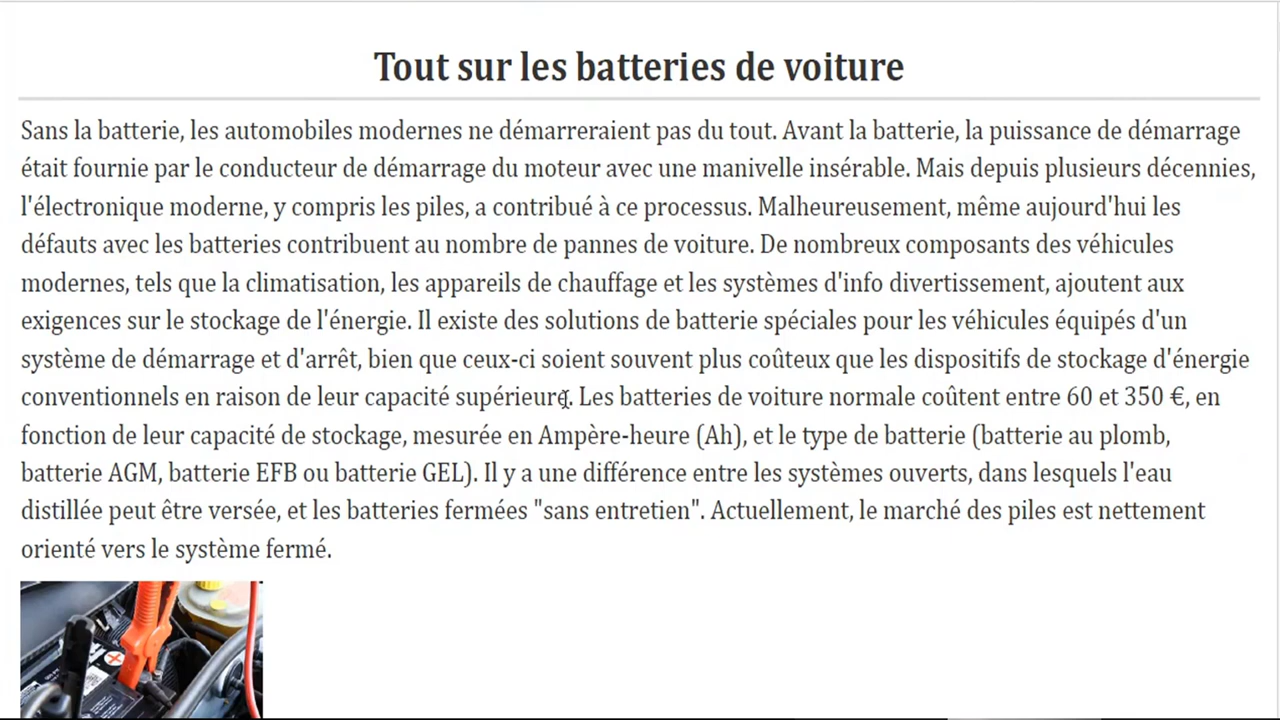 Tout sur les batteries de voiture
Sans la batterie, les automobiles modernes ne démarreraient pas du tout. Avant la batterie, la puissance de démarrage
était fournie par le conducteur de démarrage du moteur avec une manivelle insérable. Mais depuis plusieurs décennies,
l'électronique moderne, y compris les piles, a contribué à ce processus. Malheureusement, même aujourd'hui les
défauts avec les batteries contribuent au nombre de pannes de voiture. De nombreux composants des véhicules
modernes, tels que la climatisation, les appareils de chauffage et les systèmes d'info divertissement, ajoutent aux
exigences sur le stockage de l'énergie. Il existe des solutions de batterie spéciales pour les véhicules équipés d'un
système de démarrage et d'arrêt, bien que ceux-ci soient souvent plus coûteux que les dispositifs de stockage d'énergie
conventionnels en raison de leur capacité supérieure. Les batteries de voiture normale coûtent entre 60 et 350 €, en
fonction de leur capacité de stockage, mesurée en Ampère-heure (Ah), et le type de batterie (batterie au plomb,
batterie AGM, batterie EFB ou batterie GEL). Il y a une différence entre les systèmes ouverts, dans lesquels l'eau
distillée peut être versée, et les batteries fermées "sans entretien". Actuellement, le marché des piles est nettement
orienté vers le système fermé.